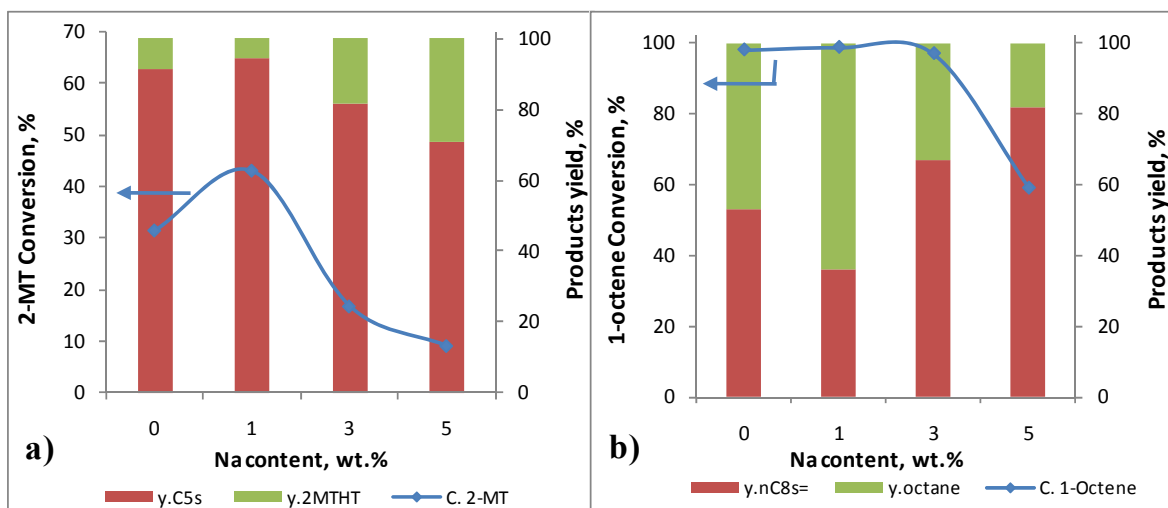 70
60
50
40
30
20
10
0
2-MT Conversion, %
100
80
60
40
20
0
Products yield, %
0 1 3 5
Na content, wt.%
a)
y.C5s y.2MTHT C. 2-MT
100
80
60
40
20
0
1-octene Conversion, %
100
80
60
40
20
0
Products yield, %
0 1 3 5
Na content, wt.%
b)
y.nC8s= y.octane C. 1-Octene